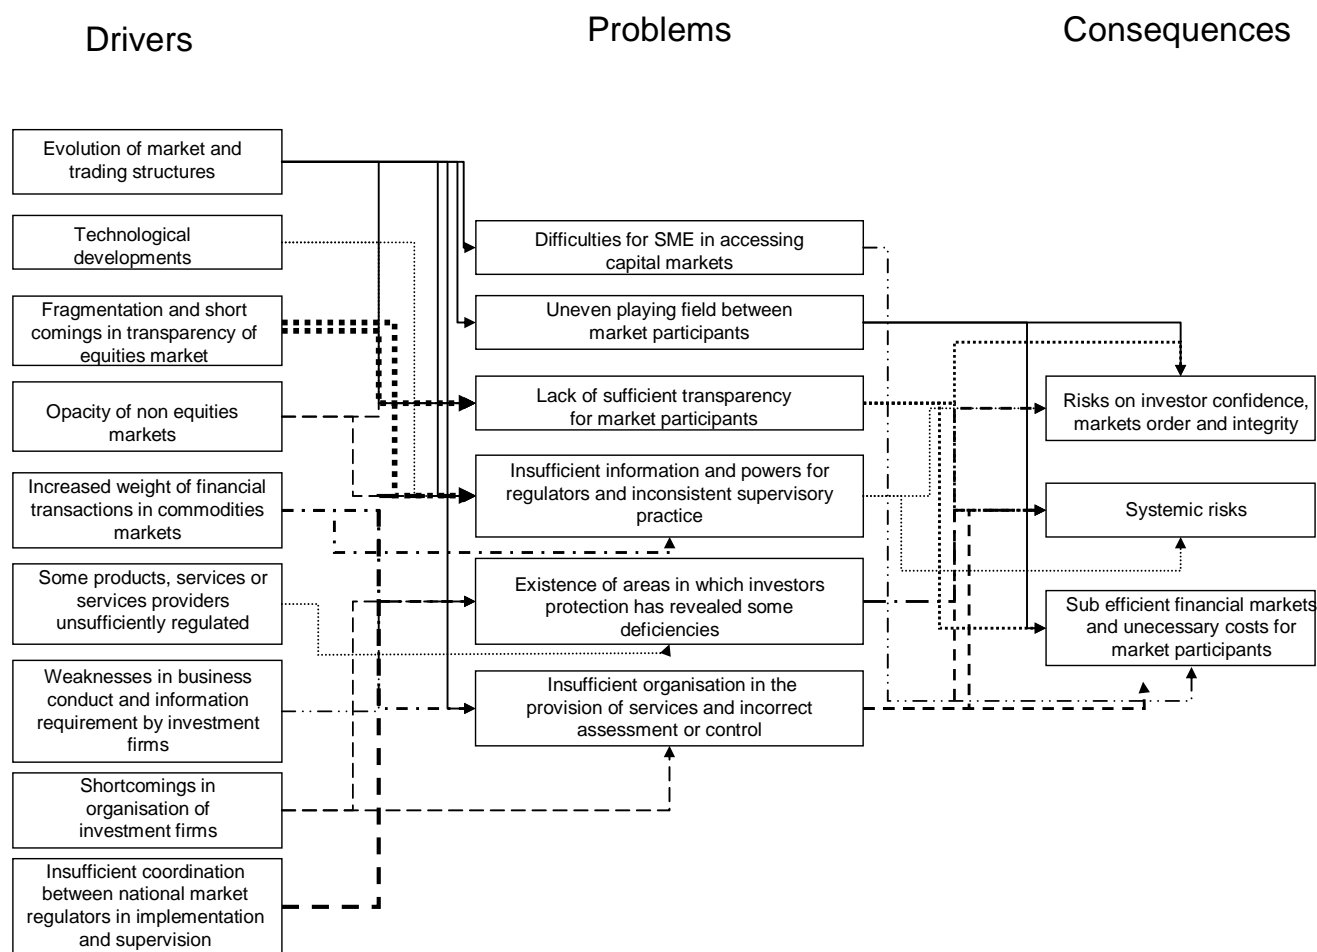 Drivers
Problems
Consequences
Evolution of market and
trading structures
Technological
developments
Fragmentation and short
comings in transparency of
equities market
Opacity of non equities
markets
Increased weight of financial
transactions in commodities
markets
Some products, services or
services providers
unsufficiently regulated
Weaknesses in business
conduct and information
requirement by investment
firms
Shortcomings in
organisation of
investment firms
Insufficient coordination
between national market
regulators in implementation
and supervision
Difficulties for SME in accessing
capital markets
Uneven playing field between
market participants
Lack of sufficient transparency
for market participants
Insufficient information and powers for
regulators and inconsistent supervisory
practice
Existence of areas in which investors
protection has revealed some
deficiencies
Insufficient organisation in the
provision of services and incorrect
assessment or control
Risks on investor confidence,
markets order and integrity
Systemic risks
Sub efficient financial markets
and unecessary costs for
market participants